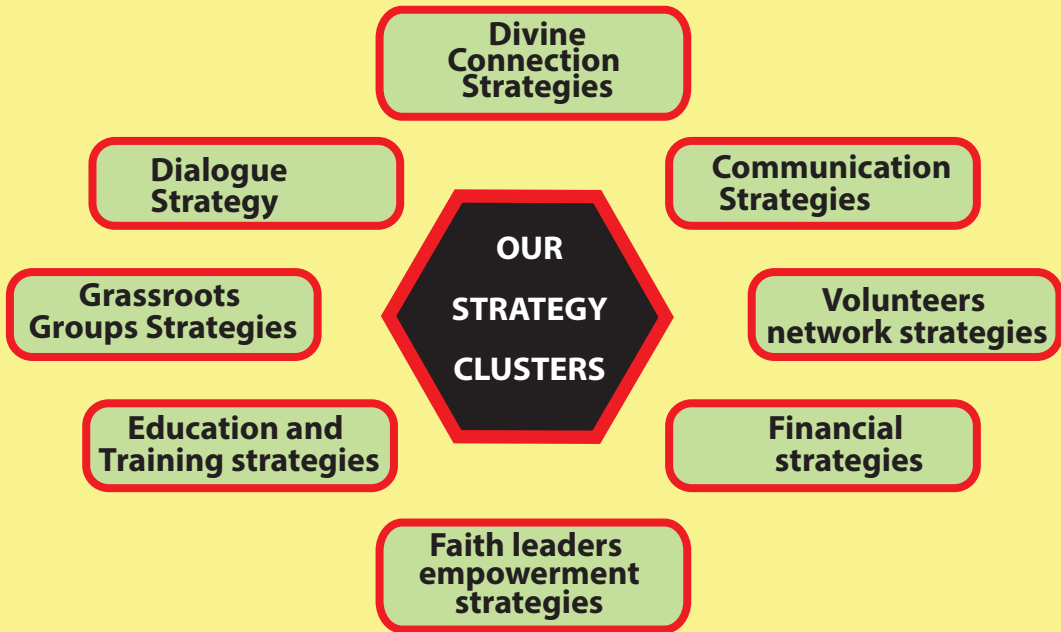 Divine
Connection
Strategies
Dialogue
Strategy
Communication
Strategies
OUR
STRATEGY
CLUSTERS
Grassroots
Groups Strategies
Volunteers
network strategies
Education and
Training strategies
Financial
strategies
Faith leaders
empowerment
strategies